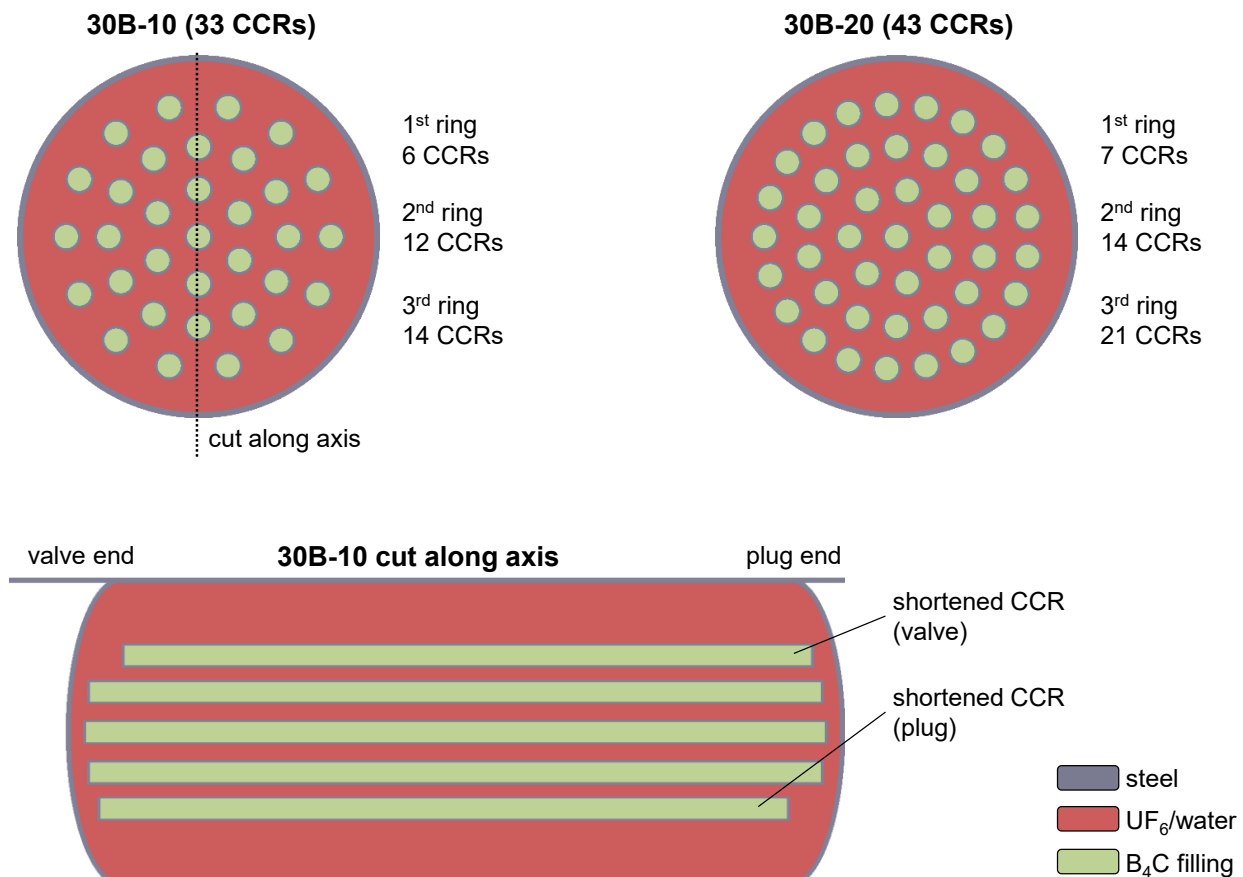 30B-10 (33 CCRs)
1st ring
6 CCRs
2nd ring
12 CCRs
3rd ring
14 CCRs
cut along axis
30B-20 (43 CCRs)
1st ring
7 CCRs
2nd ring
14 CCRs
3rd ring
21 CCRs
valve end
30B-10 cut along axis
plug end
shortened CCR
(valve)
shortened CCR
(plug)
steel
UF₆/water
B₄C filling